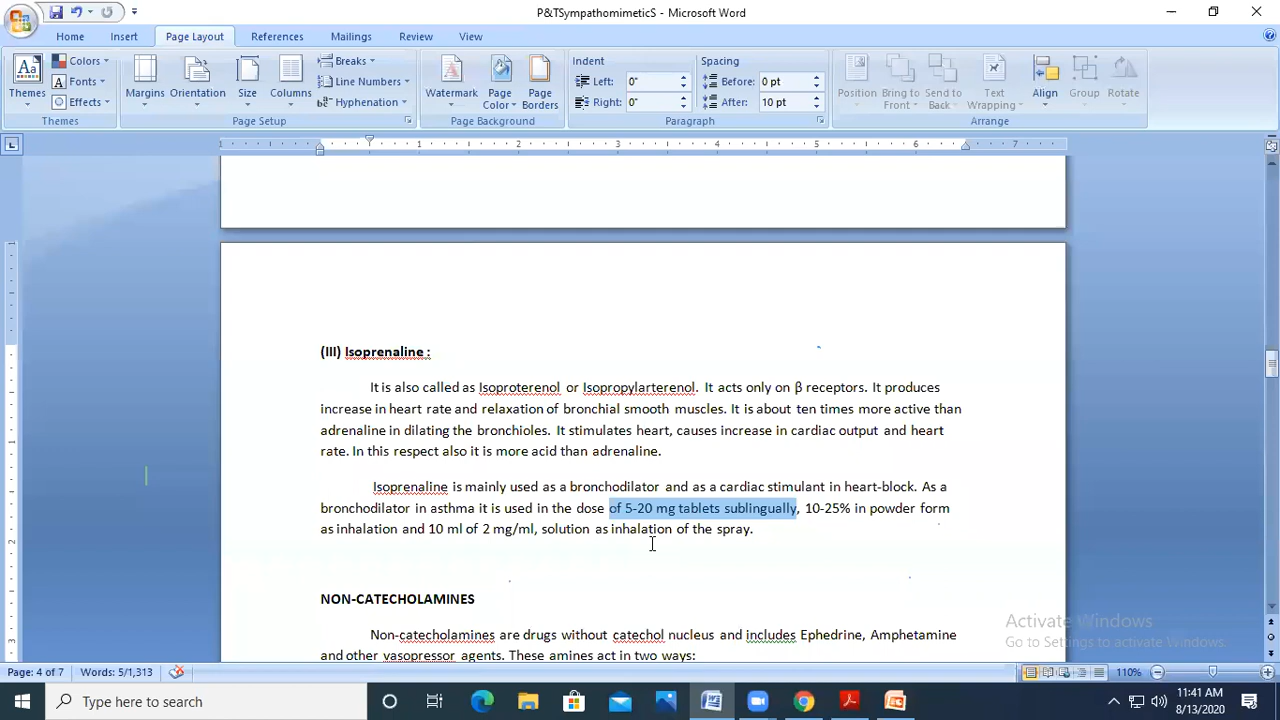 P&TSympathomimeticS - Microsoft Word
Home Insert Page Layout References Mailings Review View
Themes Colors Fonts Effects Margins Orientation Size Columns Breaks Line Numbers Hyphenation Watermark Page Color Page Borders Indent Left: 0" Right: 0" Spacing Before: 0 pt After: 10 pt Position Bring to Front Send to Back Text Wrapping Align Group Rotate
Themes Page Setup Page Background Paragraph Arrange
1 1 2 3 4 5 6 7
(III) Isoprenaline :
It is also called as Isoproterenol or Isopropylarterenol. It acts only on β receptors. It produces
increase in heart rate and relaxation of bronchial smooth muscles. It is about ten times more active than
adrenaline in dilating the bronchioles. It stimulates heart, causes increase in cardiac output and heart
rate. In this respect also it is more acid than adrenaline.
Isoprenaline is mainly used as a bronchodilator and as a cardiac stimulant in heart-block. As a
bronchodilator in asthma it is used in the dose of 5-20 mg tablets sublingually, 10-25% in powder form
as inhalation and 10 ml of 2 mg/ml, solution as inhalation of the spray.
NON-CATECHOLAMINES
Non-catecholamines are drugs without catechol nucleus and includes Ephedrine, Amphetamine
and other vasopressor agents. These amines act in two ways:
Activate Windows
Go to Settings to activate Windows.
Page: 4 of 7 Words: 5/1,313 110%
Type here to search
11:41 AM
8/13/2020